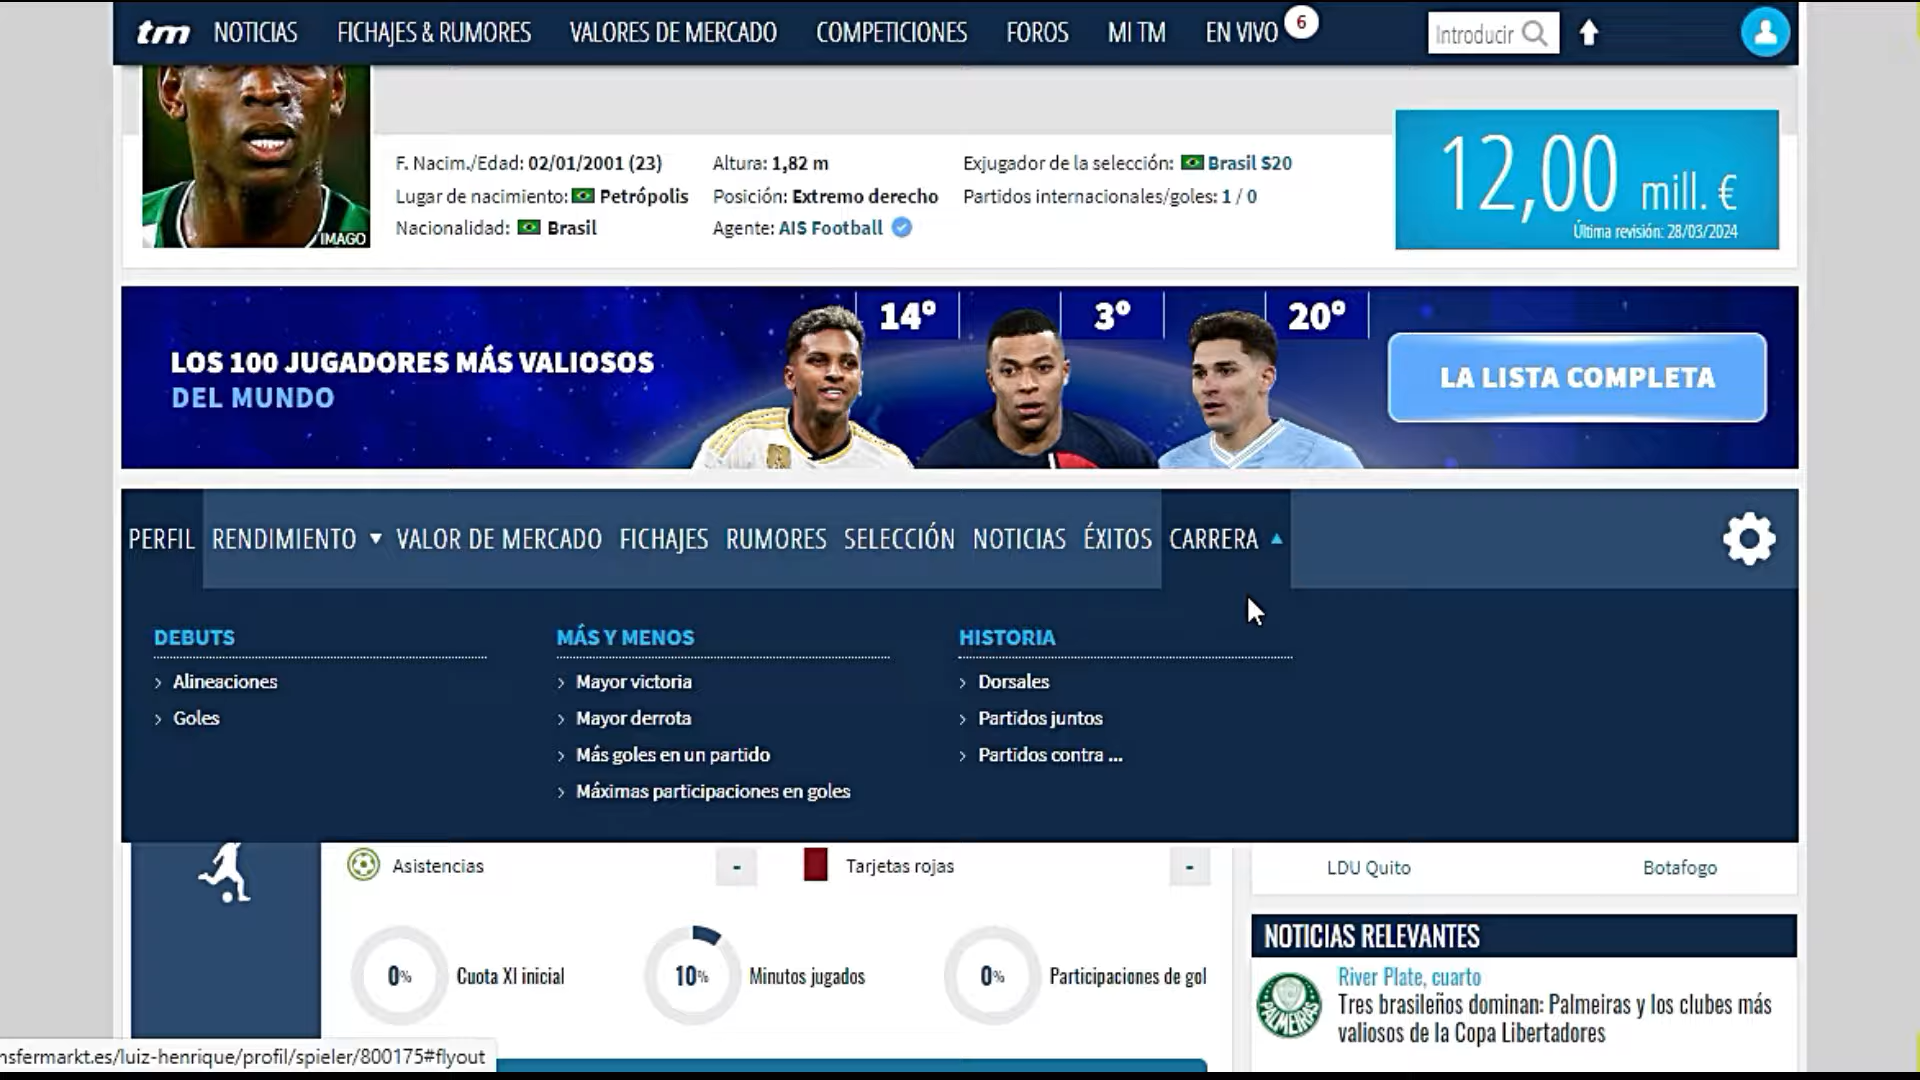 tm NOTICIAS FICHAJES & RUMORES VALORES DE MERCADO COMPETICIONES FOROS MI TM EN VIVO 6 Introducir
IMAGO
F. Nacim./Edad: 02/01/2001 (23)
Lugar de nacimiento: Petrópolis
Nacionalidad: Brasil
Altura: 1,82 m
Posición: Extremo derecho
Agente: AIS Football
Exjugador de la selección: Brasil S20
Partidos internacionales/goles: 1 / 0
12,00 mill. €
Última revisión: 28/03/2024
LOS 100 JUGADORES MÁS VALIOSOS
DEL MUNDO
14º 3º 20º
LA LISTA COMPLETA
PERFIL RENDIMIENTO VALOR DE MERCADO FICHAJES RUMORES SELECCIÓN NOTICIAS ÉXITOS CARRERA
DEBUTS
Alineaciones
Goles
MÁS Y MENOS
Mayor victoria
Mayor derrota
Más goles en un partido
Máximas participaciones en goles
HISTORIA
Dorsales
Partidos juntos
Partidos contra ...
Asistencias - Tarjetas rojas -
0% Cuota XI inicial 10% Minutos jugados 0% Participaciones de gol
LDU Quito Botafogo
NOTICIAS RELEVANTES
PALMEIRAS
River Plate, cuarto
Tres brasileños dominan: Palmeiras y los clubes más
valiosos de la Copa Libertadores
nsfermarkt.es/luiz-henrique/profil/spieler/800175#flyout